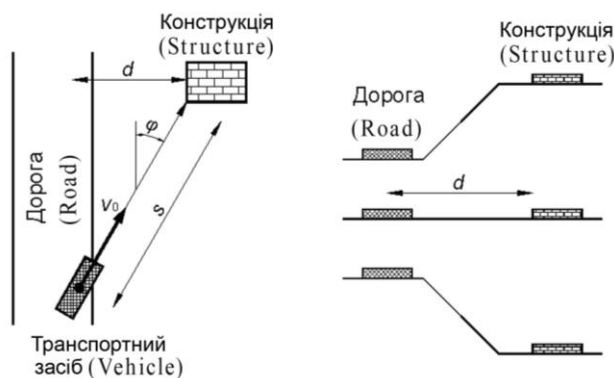 Конструкція
(Structure)
d
φ
Дорога
(Road)
v₀
s
Транспортний
засіб (Vehicle)
Конструкція
(Structure)
Дорога
(Road)
d